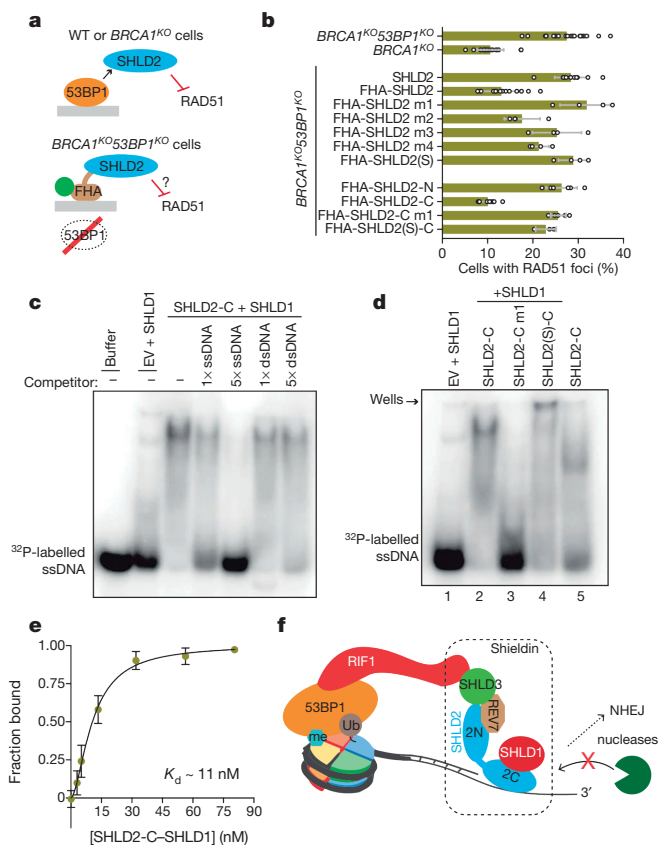 a
WT or BRCA1KO cells
SHLD2
53BP1
RAD51
BRCA1KO53BP1KO cells
SHLD2
?
FHA
RAD51
53BP1
b
BRCA1KO53BP1KO
BRCA1KO
BRCA1KO53BP1KO
SHLD2
FHA-SHLD2
FHA-SHLD2 m1
FHA-SHLD2 m2
FHA-SHLD2 m3
FHA-SHLD2 m4
FHA-SHLD2(S)
FHA-SHLD2-N
FHA-SHLD2-C
FHA-SHLD2-C m1
FHA-SHLD2(S)-C
0 10 20 30 40
Cells with RAD51 foci (%)
c
SHLD2-C + SHLD1
Buffer
EV + SHLD1
1× ssDNA
5× ssDNA
1× dsDNA
5× dsDNA
Competitor: – – –
32P-labelled
ssDNA
d
+SHLD1
EV + SHLD1
SHLD2-C
SHLD2-C m1
SHLD2(S)-C
SHLD2-C
Wells
32P-labelled
ssDNA
1 2 3 4 5
e
Fraction bound
1.00
0.75
0.50
0.25
0
Kd ~ 11 nM
0 15 30 45 60 75 90
[SHLD2-C–SHLD1] (nM)
f
Shieldin
RIF1
SHLD3
53BP1
REV7
NHEJ
Ub
SHLD2
2N
me
SHLD1
nucleases
X
2C
3′